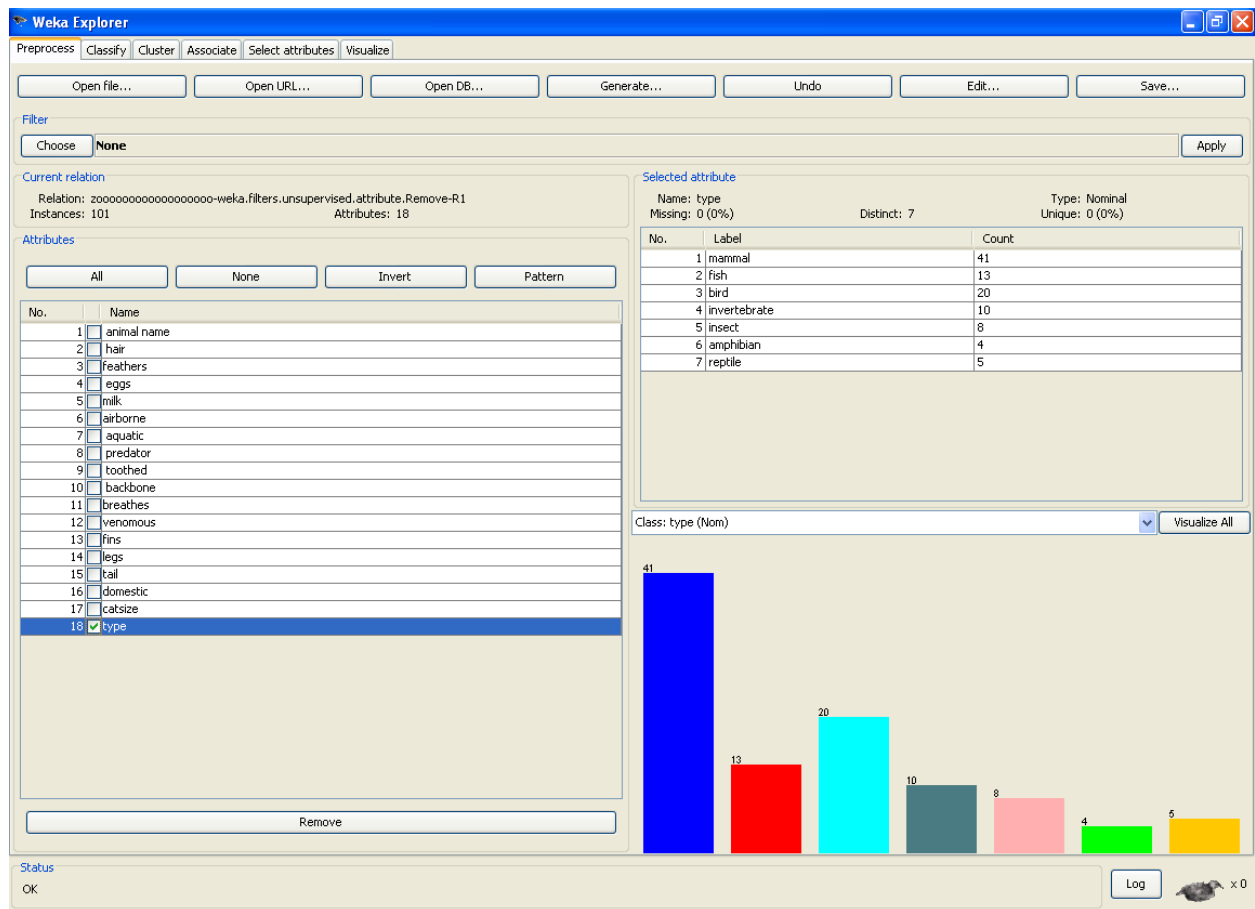 Weka Explorer
Preprocess Classify Cluster Associate Select attributes Visualize
Open file... Open URL... Open DB... Generate... Undo Edit... Save...
Filter
Choose None Apply
Current relation
Relation: zooooooooooooooooooo-weka.filters.unsupervised.attribute.Remove-R1
Instances: 101 Attributes: 18
Attributes
All None Invert Pattern
No. Name
1 animal name
2 hair
3 feathers
4 eggs
5 milk
6 airborne
7 aquatic
8 predator
9 toothed
10 backbone
11 breathes
12 venomous
13 fins
14 legs
15 tail
16 domestic
17 catsize
18 type
Remove
Selected attribute
Name: type Type: Nominal
Missing: 0 (0%) Distinct: 7 Unique: 0 (0%)
No. Label Count
1 mammal 41
2 fish 13
3 bird 20
4 invertebrate 10
5 insect 8
6 amphibian 4
7 reptile 5
Class: type (Nom) Visualize All
41
13
20
10
8
4
5
Status
OK
Log x 0